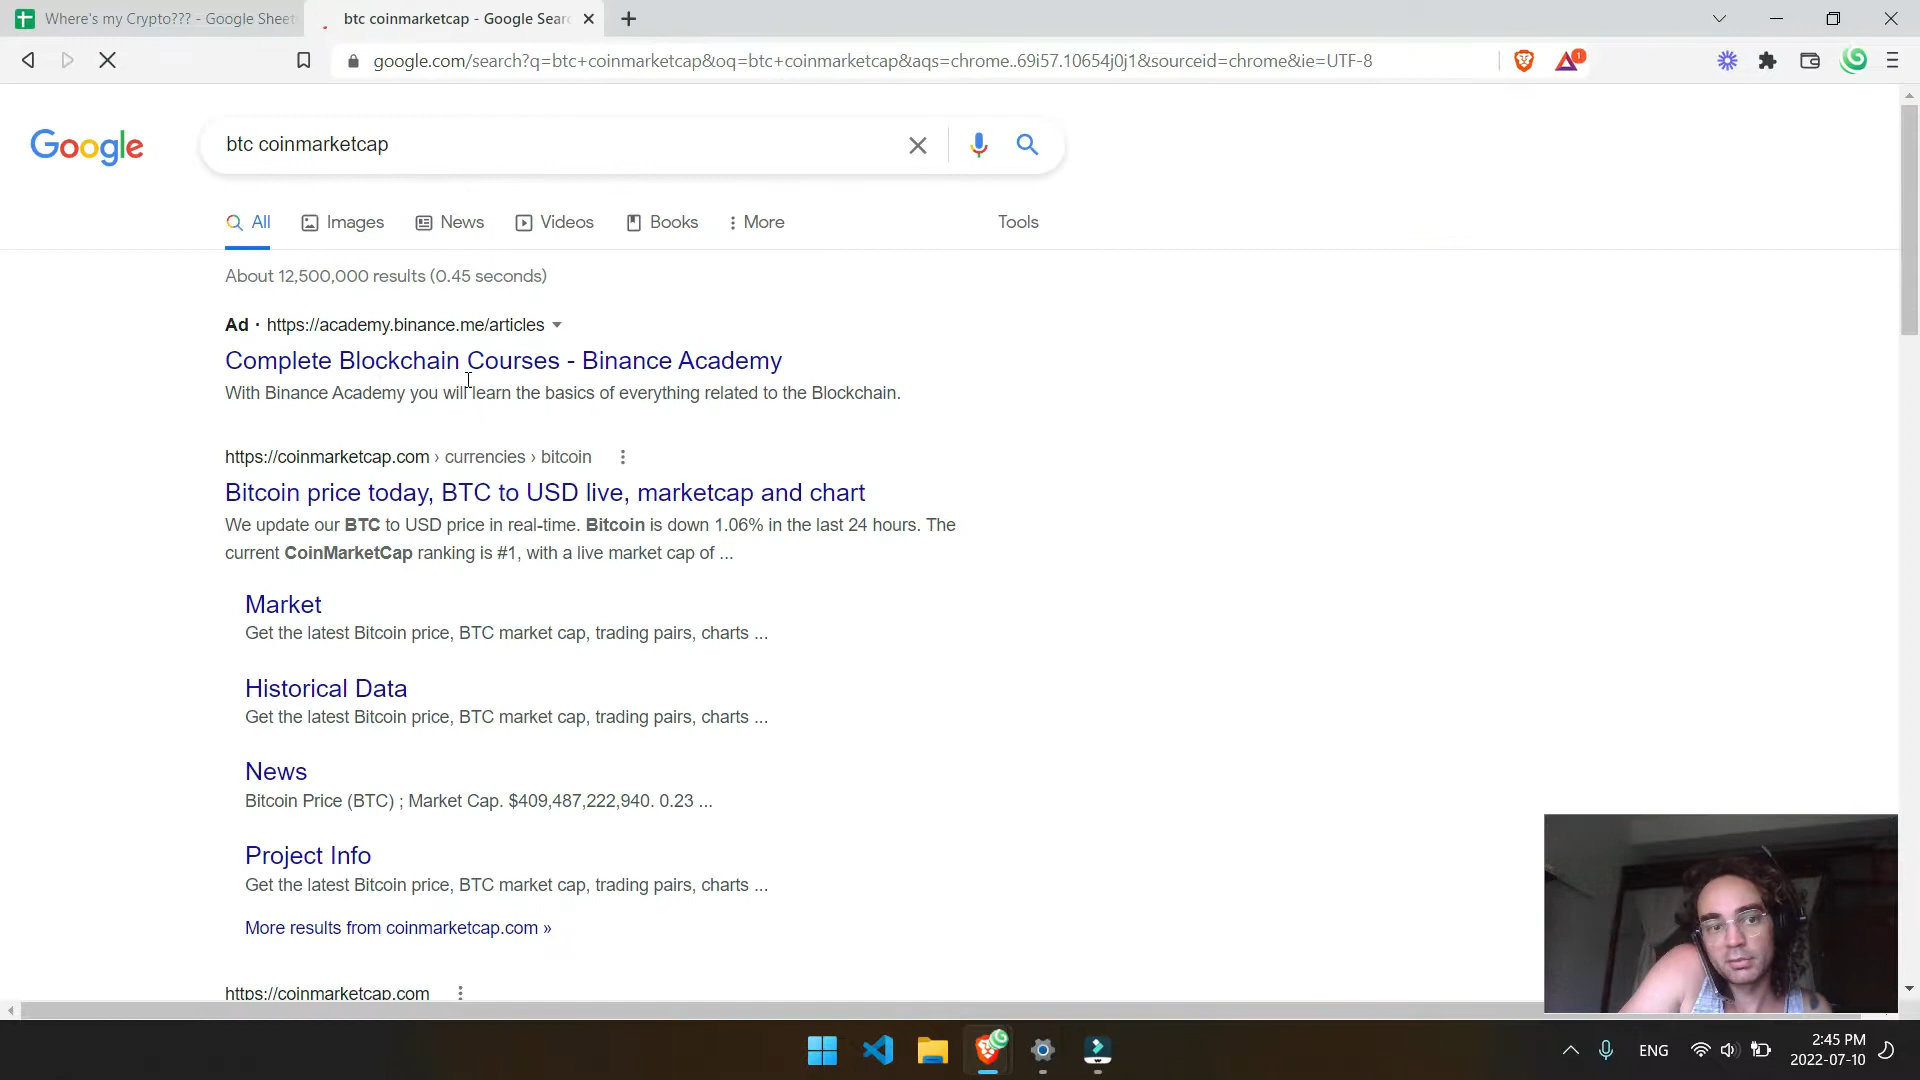 Where's my Crypto??? - Google Sheets
btc coinmarketcap - Google Sear
google.com/search?q=btc+coinmarketcap&oq=btc+coinmarketcap&aqs=chrome..69i57.10654j0j1&sourceid=chrome&ie=UTF-8
1
Google
btc coinmarketcap
All
Images
News
Videos
Books
More
Tools
About 12,500,000 results (0.45 seconds)
Ad · https://academy.binance.me/articles
Complete Blockchain Courses - Binance Academy
With Binance Academy you will learn the basics of everything related to the Blockchain.
https://coinmarketcap.com › currencies › bitcoin
Bitcoin price today, BTC to USD live, marketcap and chart
We update our BTC to USD price in real-time. Bitcoin is down 1.06% in the last 24 hours. The
current CoinMarketCap ranking is #1, with a live market cap of ...
Market
Get the latest Bitcoin price, BTC market cap, trading pairs, charts ...
Historical Data
Get the latest Bitcoin price, BTC market cap, trading pairs, charts ...
News
Bitcoin Price (BTC) ; Market Cap. $409,487,222,940. 0.23 ...
Project Info
Get the latest Bitcoin price, BTC market cap, trading pairs, charts ...
More results from coinmarketcap.com »
https://coinmarketcap.com
ENG
2:45 PM
2022-07-10